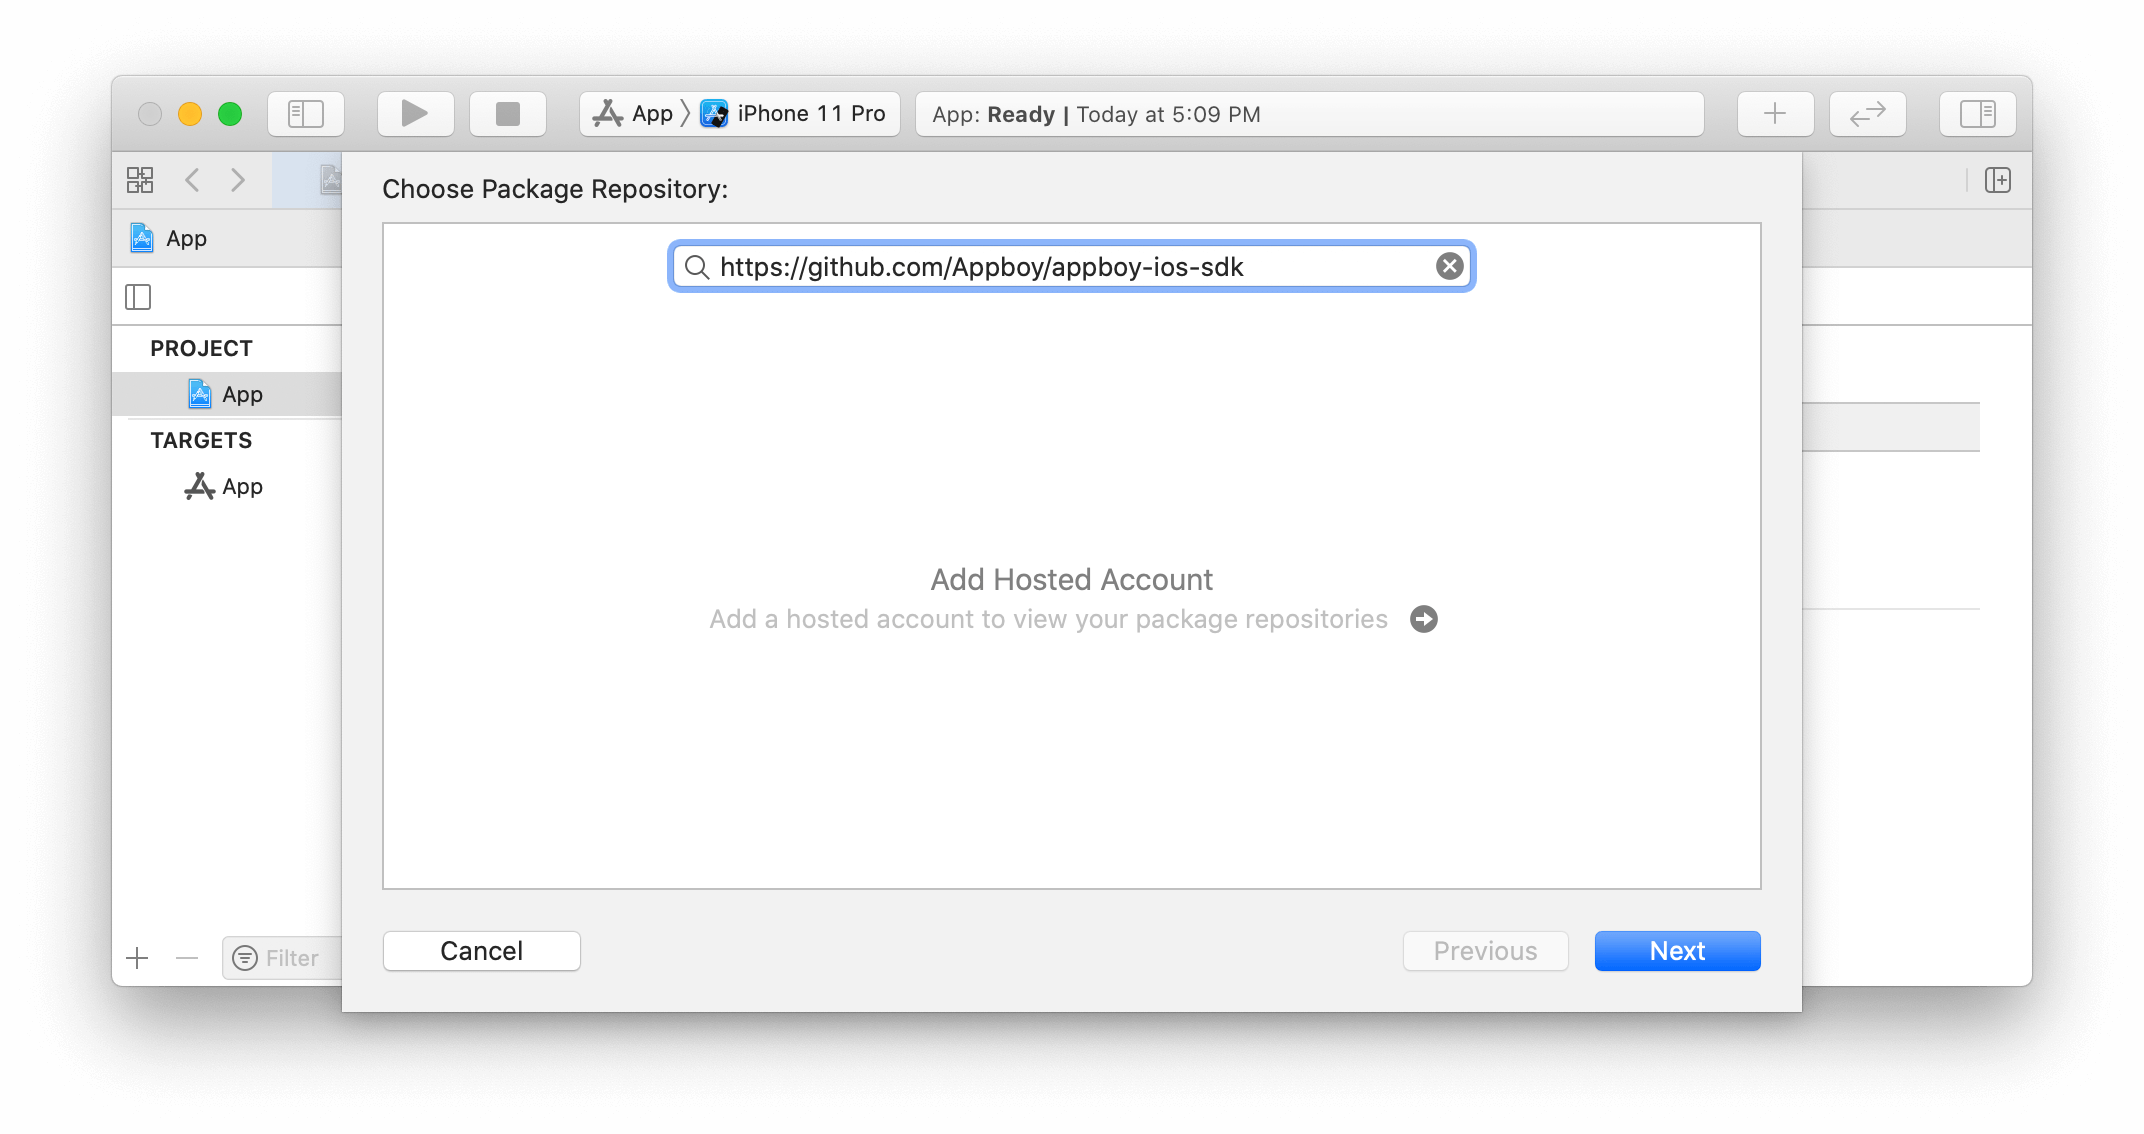 App iPhone 11 Pro
App: Ready | Today at 5:09 PM
Choose Package Repository:
App
https://github.com/Appboy/appboy-ios-sdk
PROJECT
App
TARGETS
App
Add Hosted Account
Add a hosted account to view your package repositories
Filter
Cancel
Previous
Next